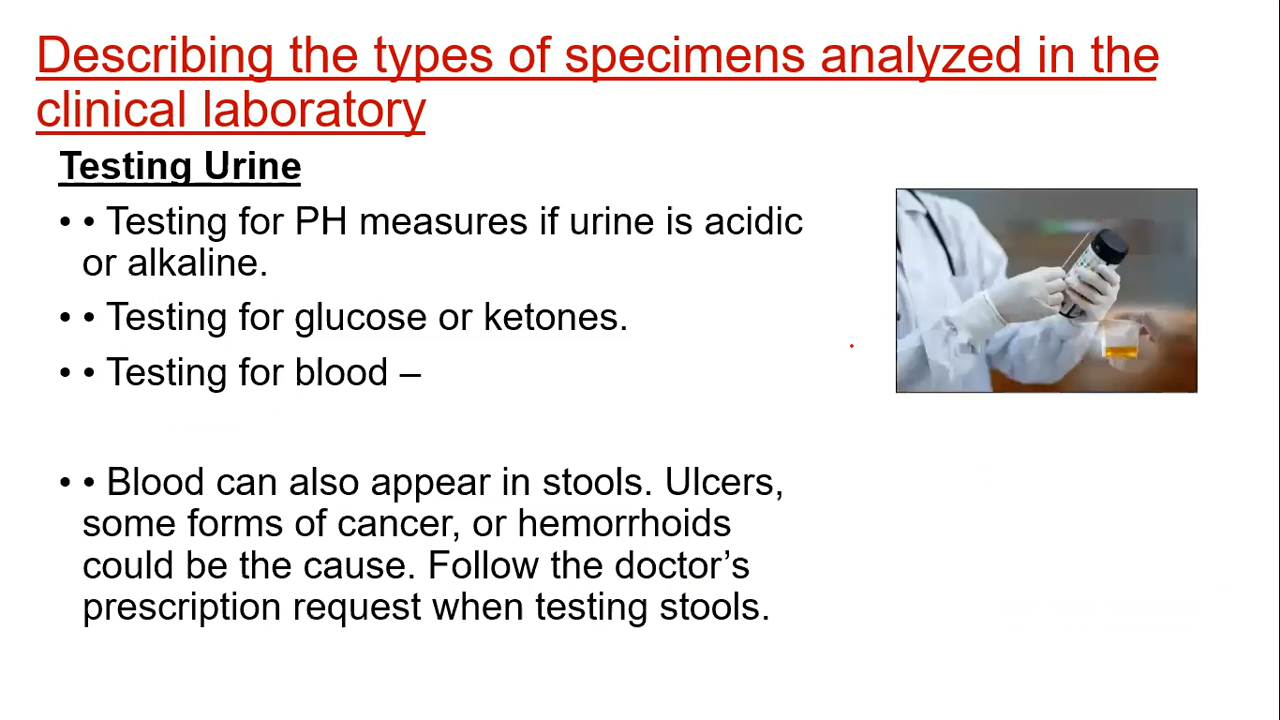 Describing the types of specimens analyzed in the
clinical laboratory
Testing Urine
• • Testing for PH measures if urine is acidic
or alkaline.
• • Testing for glucose or ketones.
• • Testing for blood –
• • Blood can also appear in stools. Ulcers,
some forms of cancer, or hemorrhoids
could be the cause. Follow the doctor’s
prescription request when testing stools.